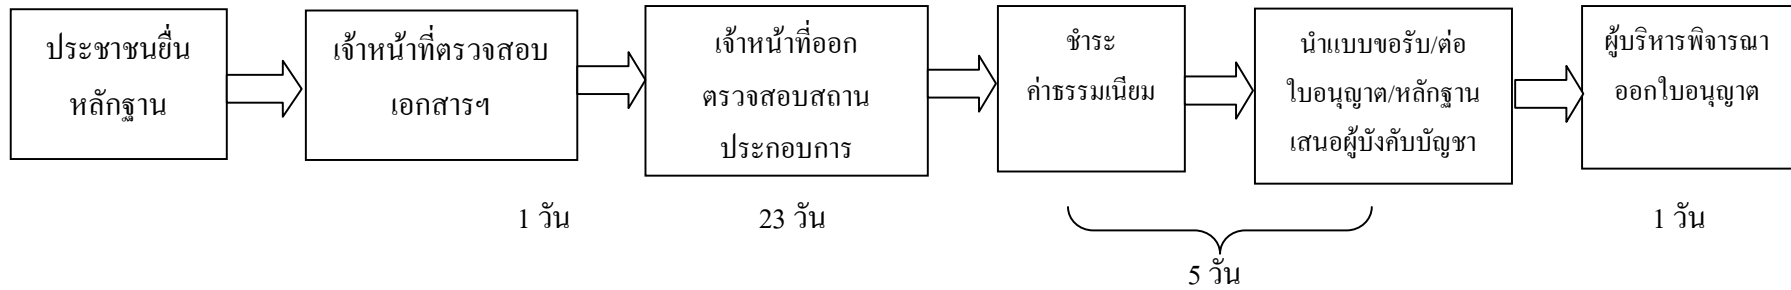 ประชาชนยื่น
หลักฐาน
เจ้าหน้าที่ตรวจสอบ
เอกสารฯ
เจ้าหน้าที่ออก
ตรวจสอบสถาน
ประกอบการ
ชำระ
ค่าธรรมเนียม
นำแบบขอรับ/ต่อ
ใบอนุญาต/หลักฐาน
เสนอผู้บังคับบัญชา
ผู้บริหารพิจารณา
ออกใบอนุญาต
1 วัน
23 วัน
5 วัน
1 วัน